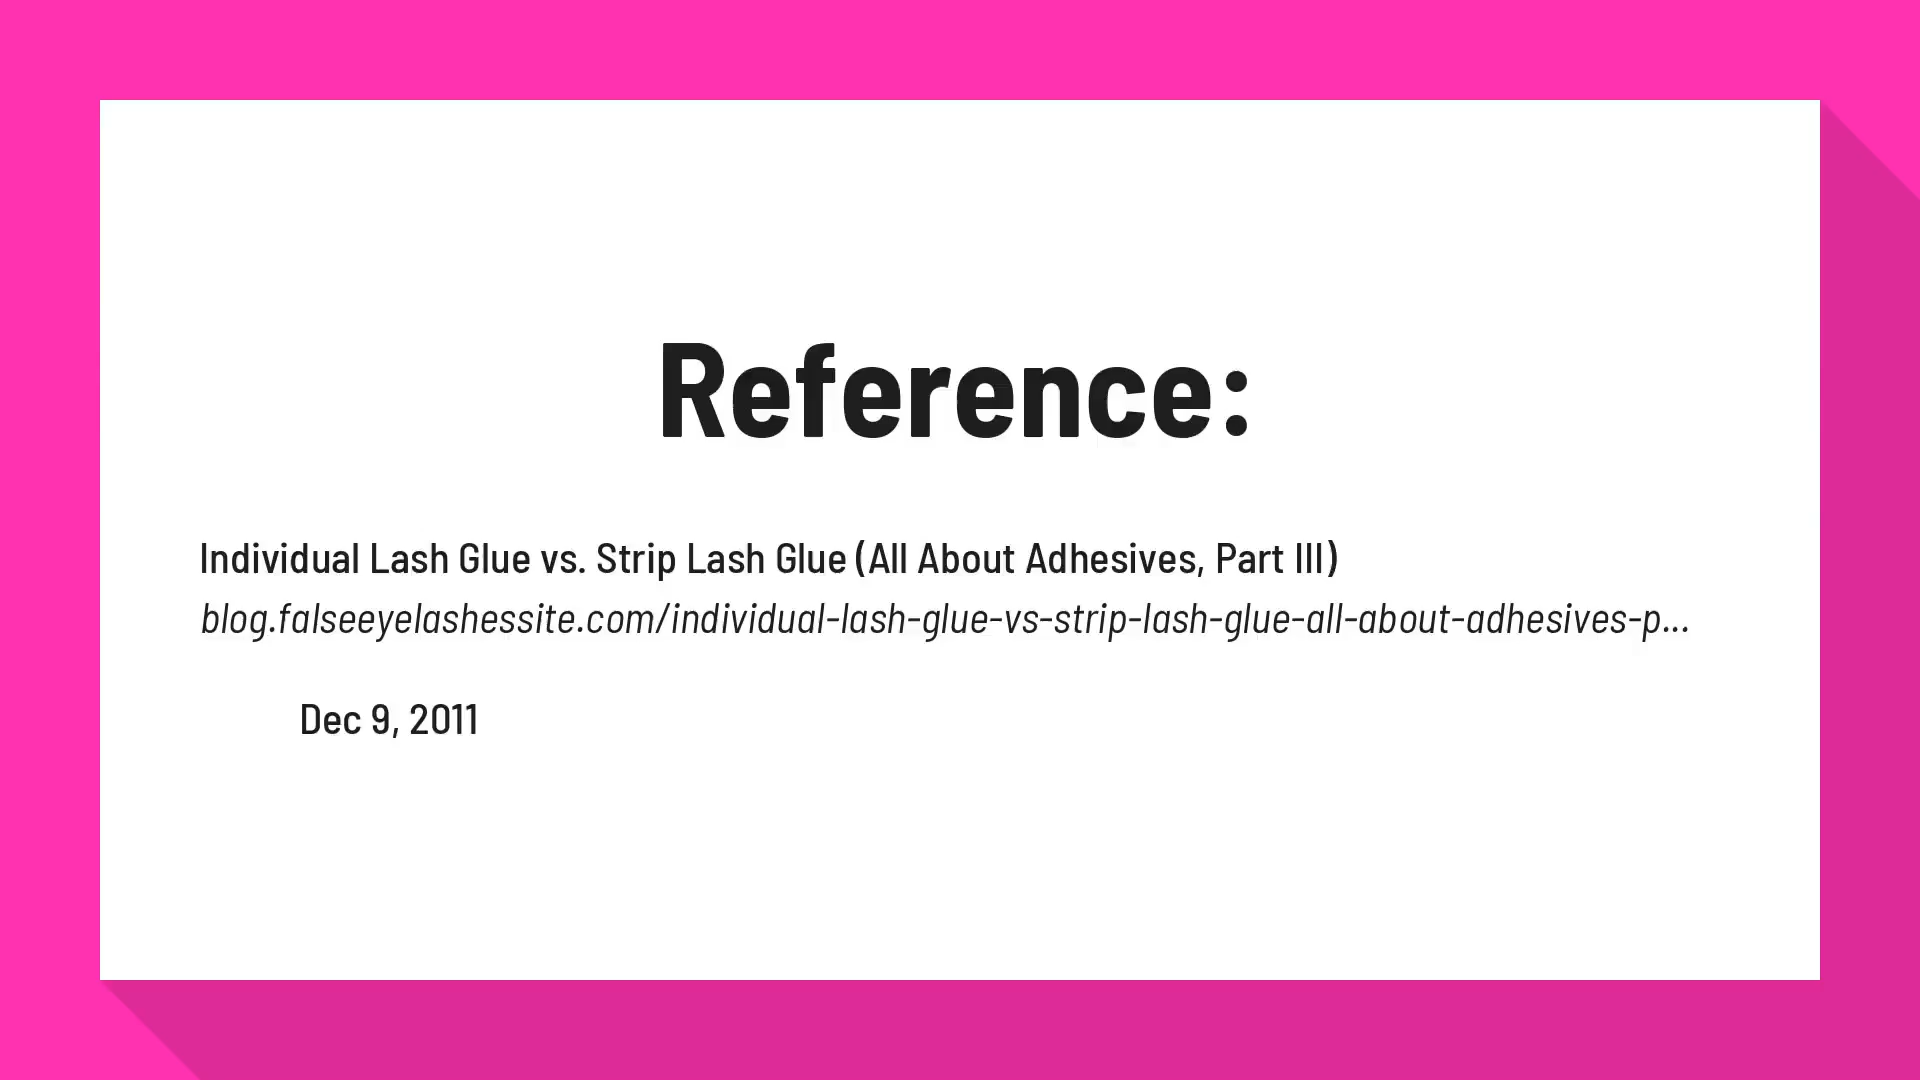 Reference:
Individual Lash Glue vs. Strip Lash Glue (All About Adhesives, Part III)
blog.falseeyelashessite.com/individual-lash-glue-vs-strip-lash-glue-all-about-adhesives-p...
Dec 9, 2011